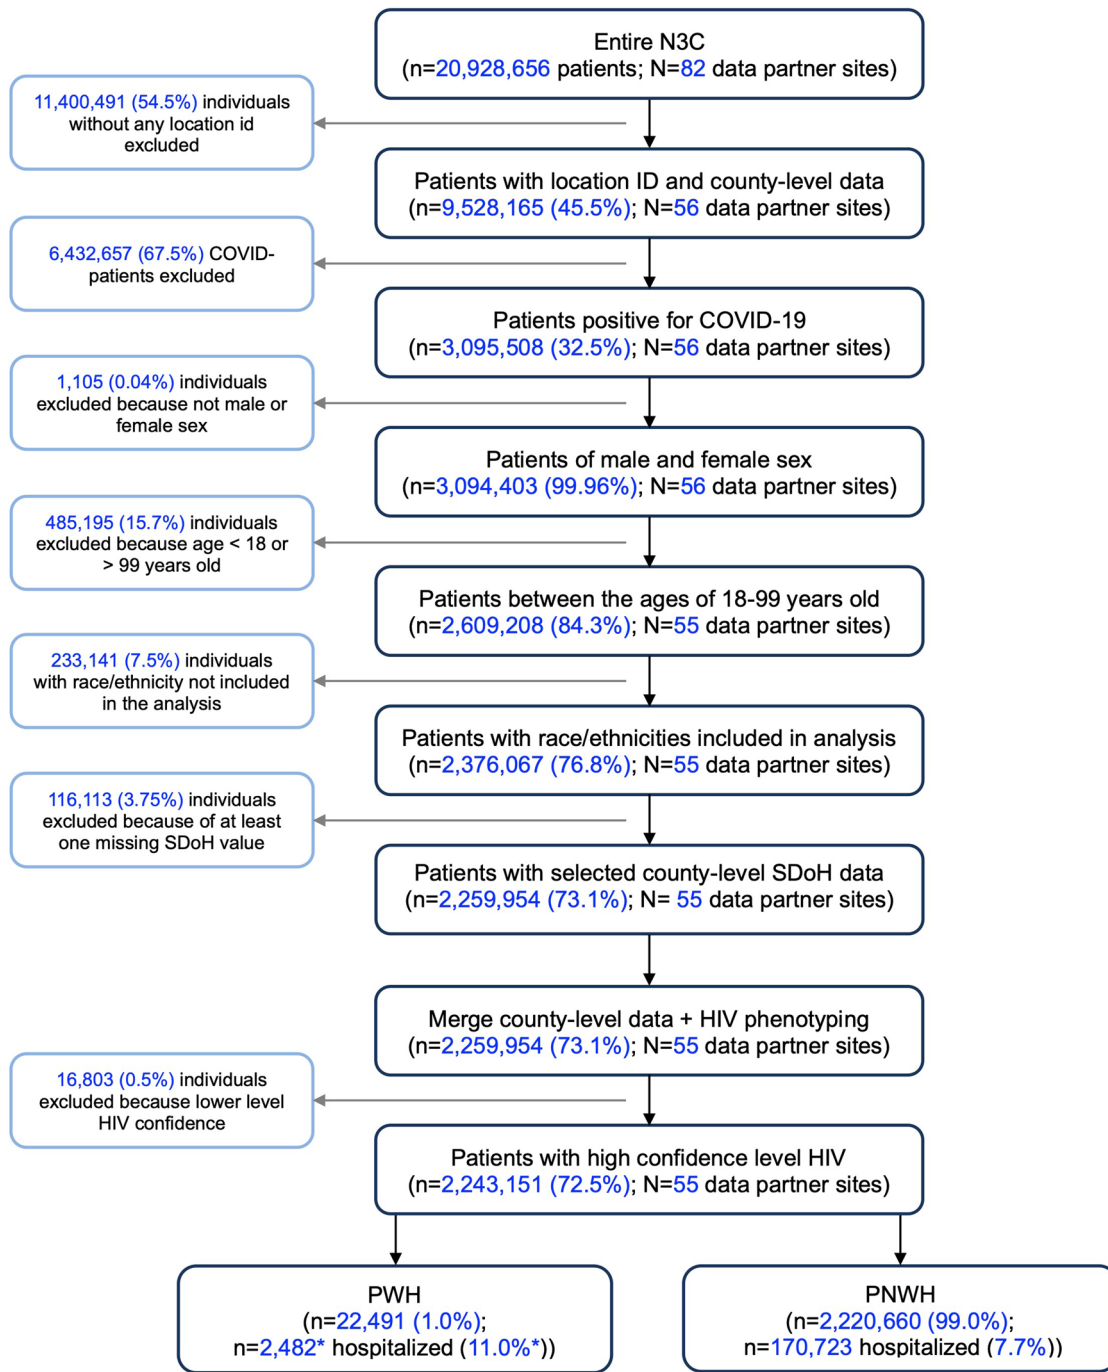 Entire N3C
(n=20,928,656 patients; N=82 data partner sites)
11,400,491 (54.5%) individuals
without any location id
excluded
Patients with location ID and county-level data
(n=9,528,165 (45.5%); N=56 data partner sites)
6,432,657 (67.5%) COVID-
patients excluded
Patients positive for COVID-19
(n=3,095,508 (32.5%); N=56 data partner sites)
1,105 (0.04%) individuals
excluded because not male or
female sex
Patients of male and female sex
(n=3,094,403 (99.96%); N=56 data partner sites)
485,195 (15.7%) individuals
excluded because age < 18 or
> 99 years old
Patients between the ages of 18-99 years old
(n=2,609,208 (84.3%); N=55 data partner sites)
233,141 (7.5%) individuals
with race/ethnicity not included
in the analysis
Patients with race/ethnicities included in analysis
(n=2,376,067 (76.8%); N=55 data partner sites)
116,113 (3.75%) individuals
excluded because of at least
one missing SDoH value
Patients with selected county-level SDoH data
(n=2,259,954 (73.1%); N= 55 data partner sites)
Merge county-level data + HIV phenotyping
(n=2,259,954 (73.1%); N=55 data partner sites)
16,803 (0.5%) individuals
excluded because lower level
HIV confidence
Patients with high confidence level HIV
(n=2,243,151 (72.5%); N=55 data partner sites)
PWH
(n=22,491 (1.0%);
n=2,482* hospitalized (11.0%*))
PNWH
(n=2,220,660 (99.0%);
n=170,723 hospitalized (7.7%))